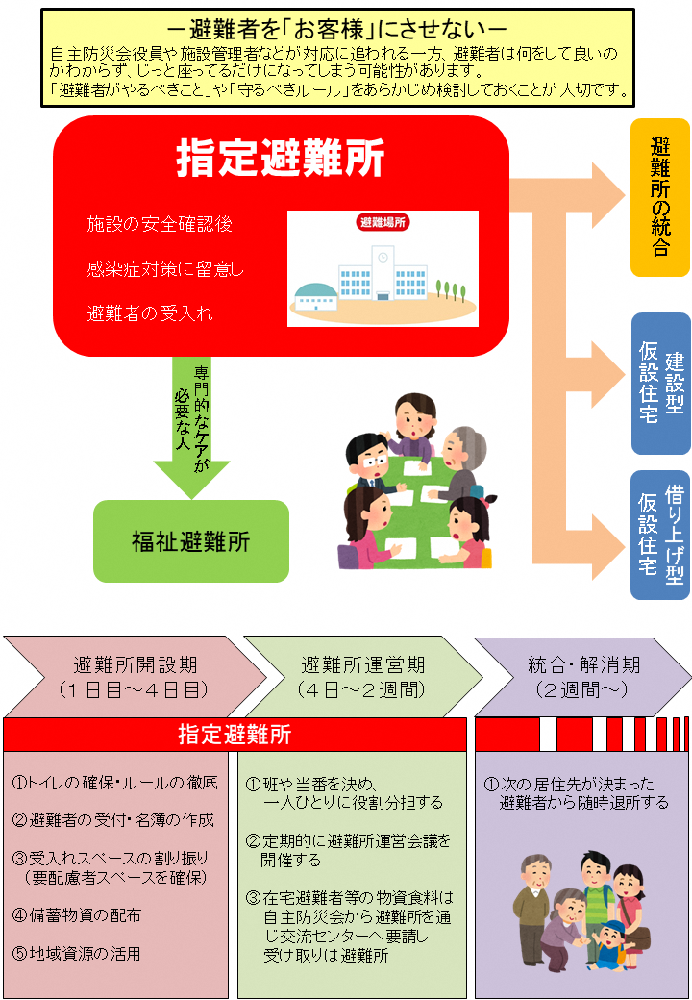 －避難者を「お客様」にさせない－
自主防災会役員や施設管理者などが対応に追われる一方、避難者は何をして良いの
かわからず、じっと座ってるだけになってしまう可能性があります。
「避難者がやるべきこと」や「守るべきルール」をあらかじめ検討しておくことが大切です。
指定避難所
施設の安全確認後
感染症対策に留意し
避難者の受入れ
避難場所
避難所の統合
建設型
仮設住宅
借り上げ型
仮設住宅
専門的なケアが
必要な人
福祉避難所
避難所開設期
（１日目～４日目）
避難所運営期
（４日～２週間）
統合・解消期
（２週間～）
指定避難所
①トイレの確保・ルールの徹底
②避難者の受付・名簿の作成
③受入れスペースの割り振り
（要配慮者スペースを確保）
④備蓄物資の配布
⑤地域資源の活用
①班や当番を決め、
一人ひとりに役割分担する
②定期的に避難所運営会議を
開催する
③在宅避難者等の物資食料は
自主防災会から避難所を通
じ交流センターへ要請し
受け取りは避難所
①次の居住先が決まった
避難者から随時退所する